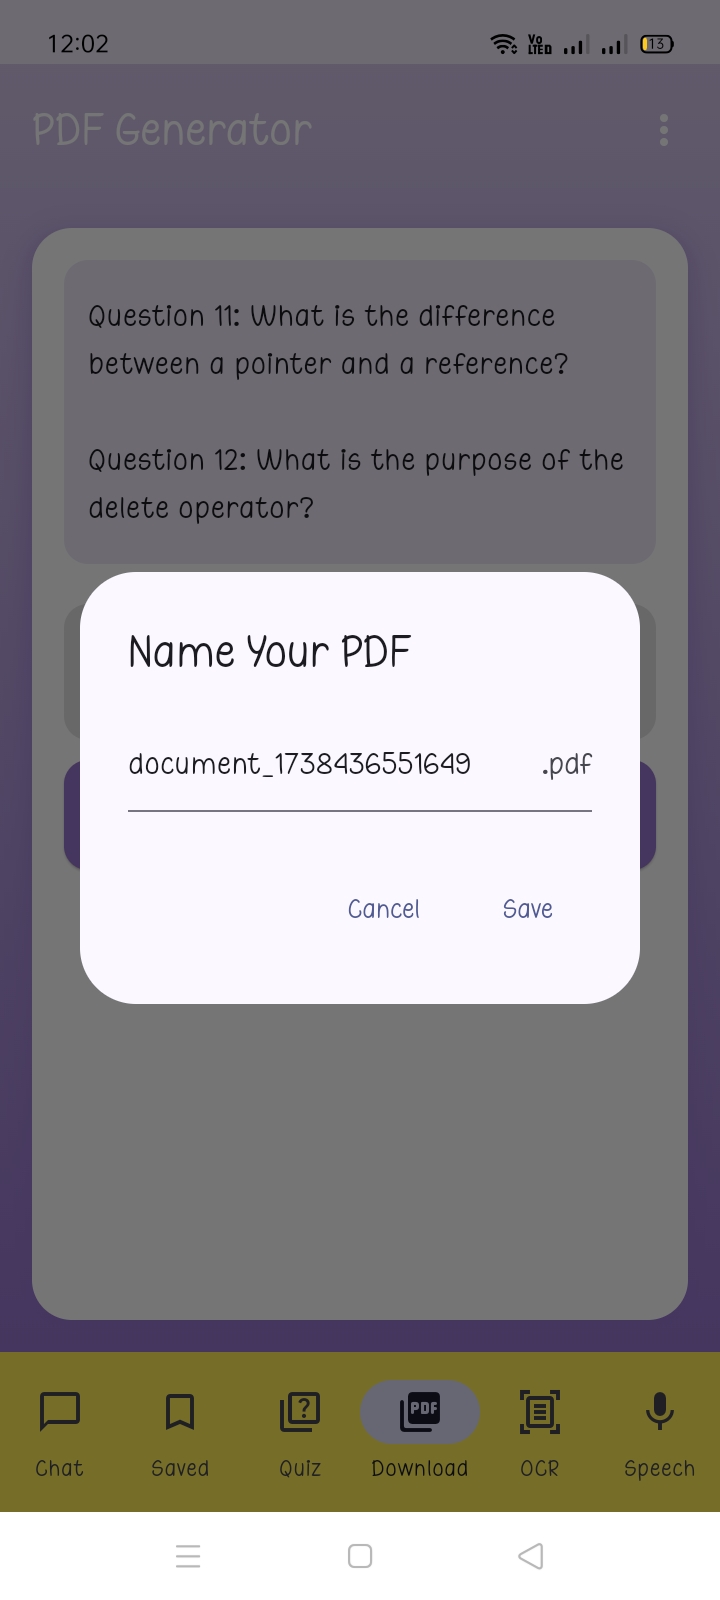 12:02
Vo
LTED
13
PDF Generator
Question 11: What is the difference
between a pointer and a reference?
Question 12: What is the purpose of the
delete operator?
Name Your PDF
document_1738436551649 .pdf
Cancel Save
PDF
Chat Saved Quiz Download OCR Speech